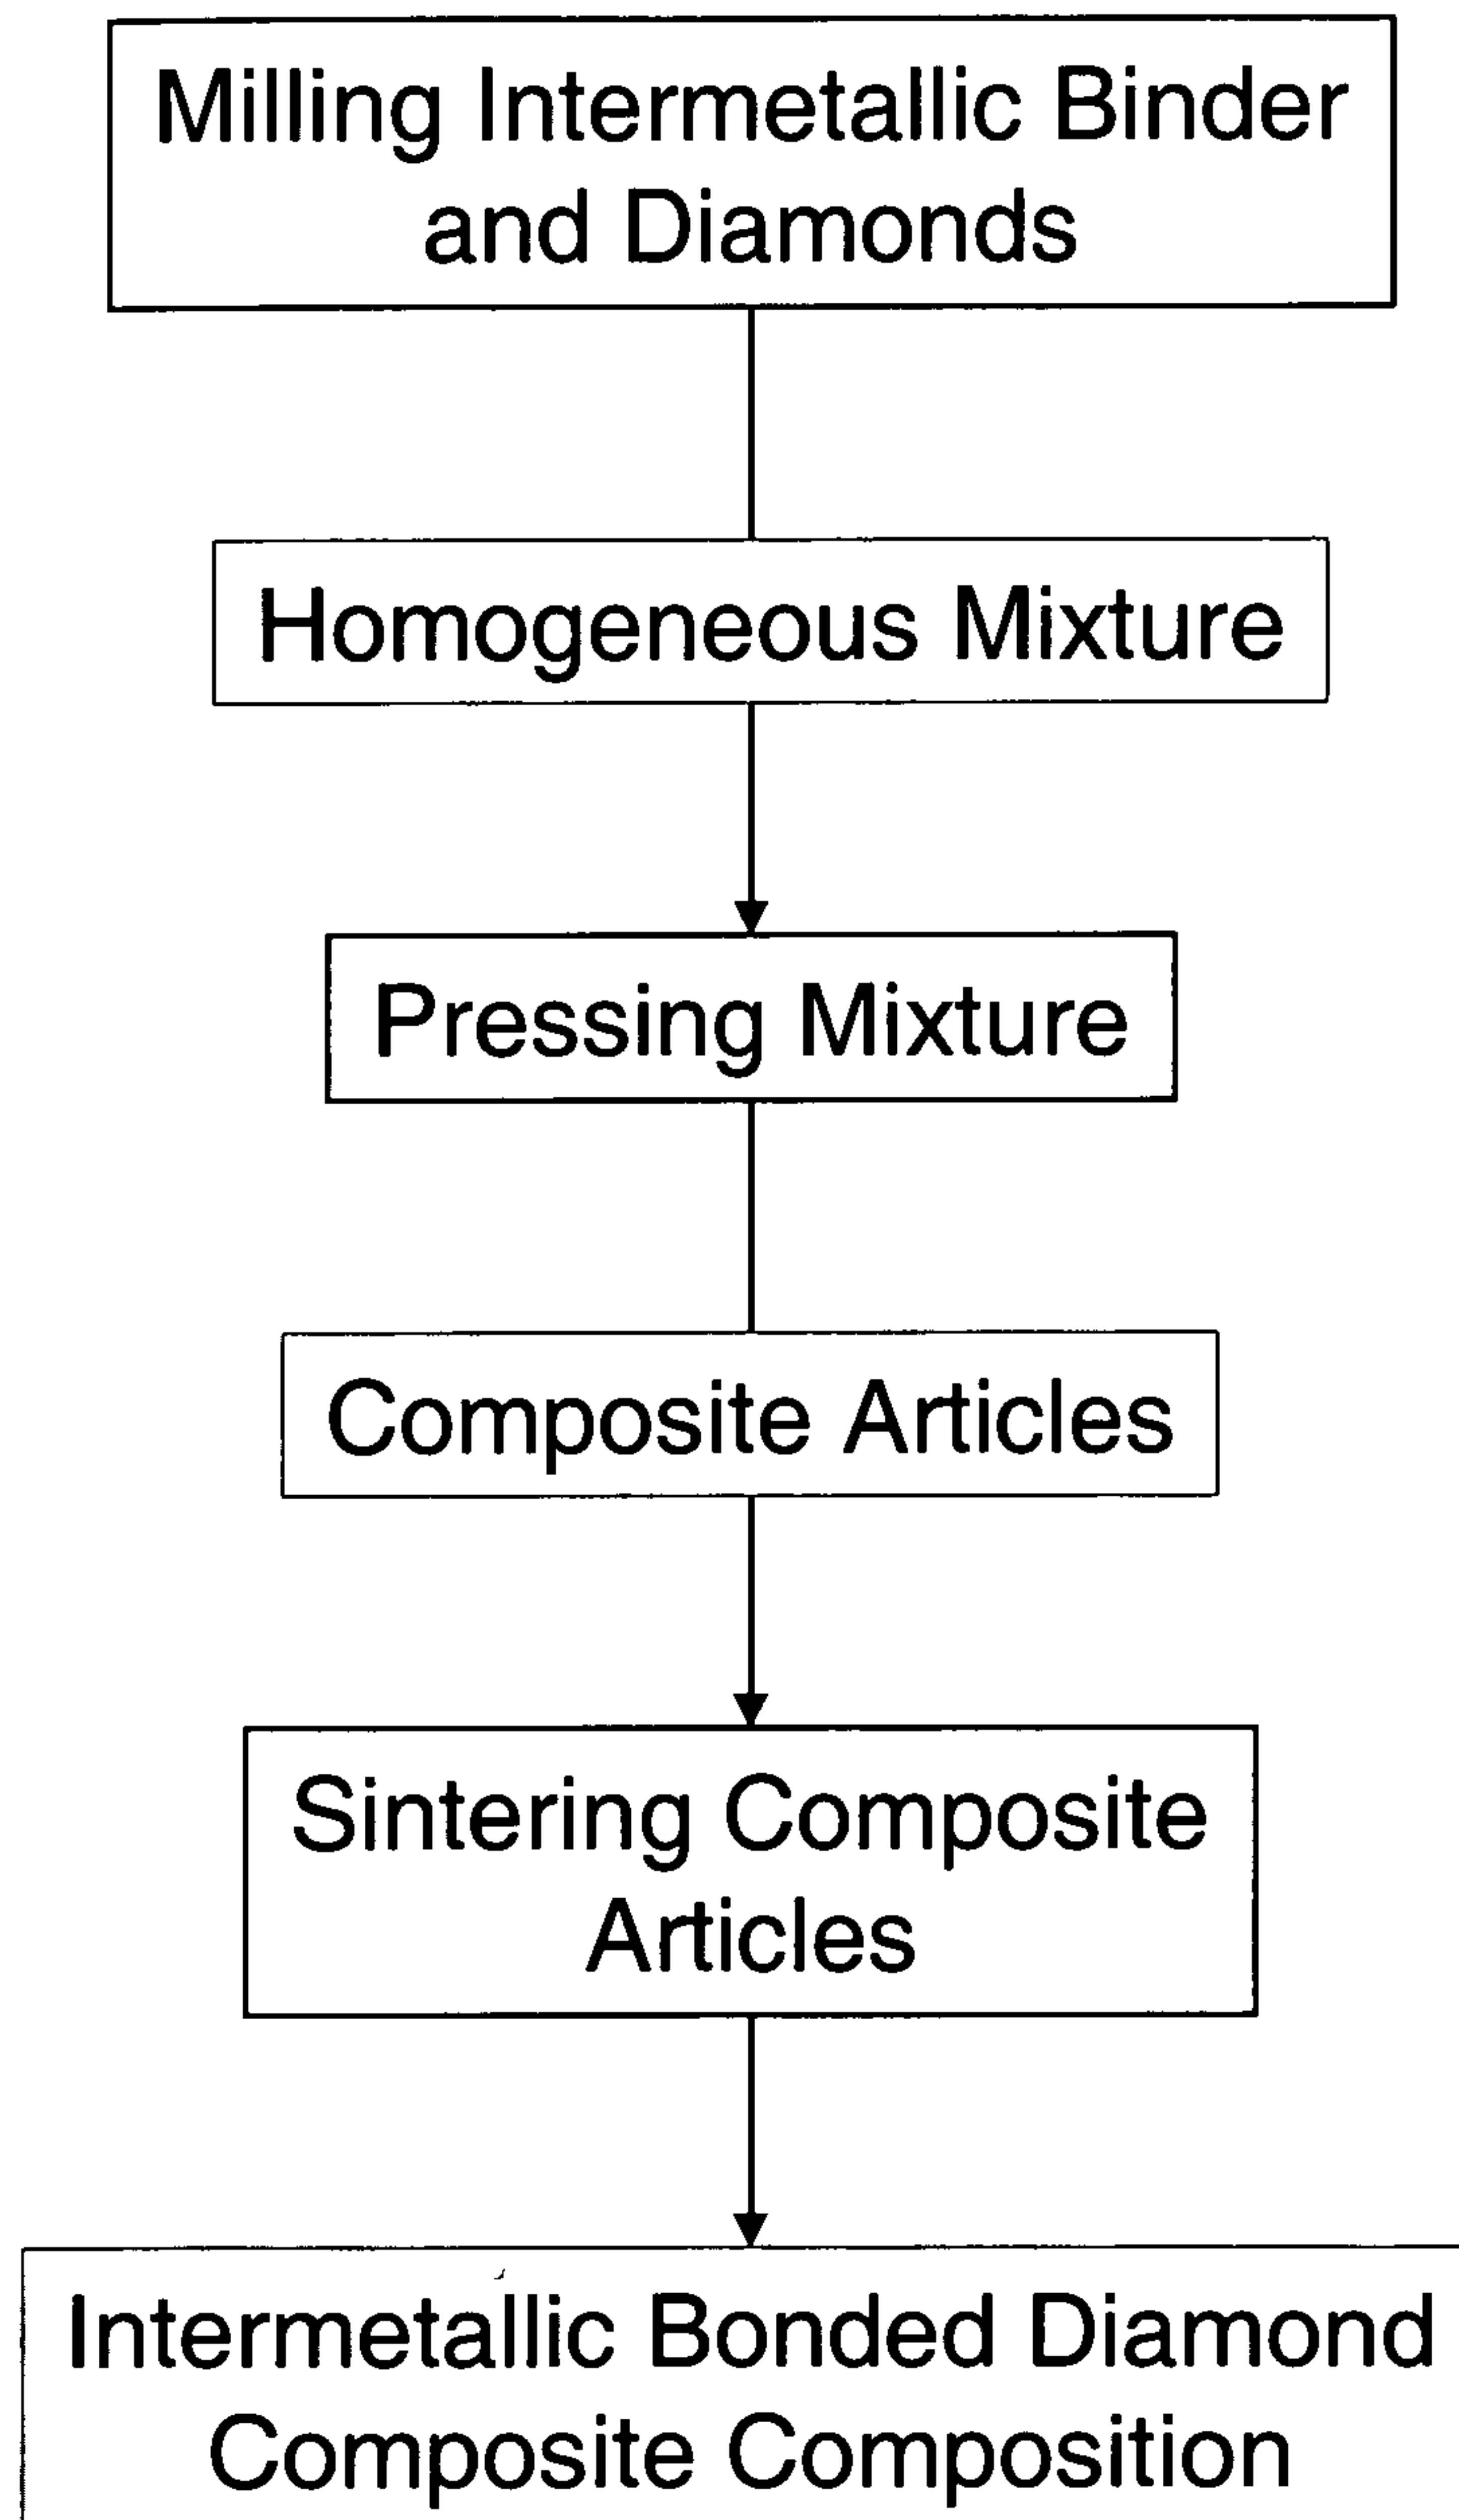 Milling Intermetallic Binder
and Diamonds
Homogeneous Mixture
Pressing Mixture
Composite Articles
Sintering Composite
Articles
Intermetallic Bonded Diamond
Composite Composition